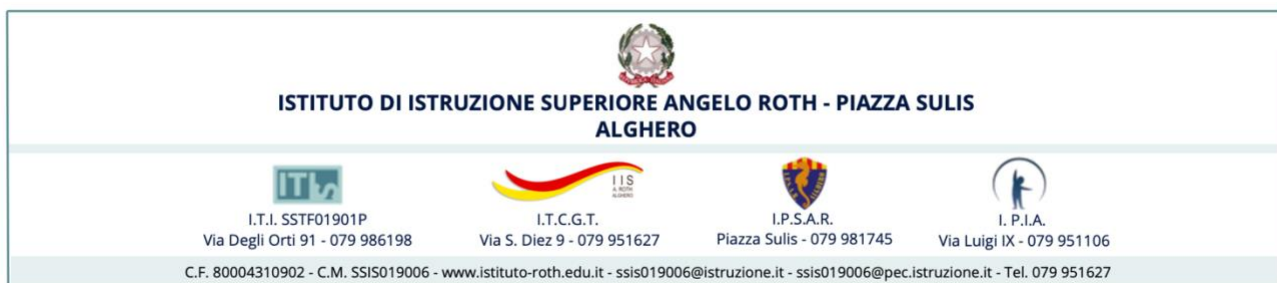 ISTITUTO DI ISTRUZIONE SUPERIORE ANGELO ROTH - PIAZZA SULIS
ALGHERO
ITIS
IIS
A. ROTH
ALGHERO
I.T.I. SSTF01901P
Via Degli Orti 91 - 079 986198
I.T.C.G.T.
Via S. Diez 9 - 079 951627
I.P.S.A.R.
Piazza Sulis - 079 981745
I. P.I.A.
Via Luigi IX - 079 951106
C.F. 80004310902 - C.M. SSIS019006 - www.istituto-roth.edu.it - ssis019006@istruzione.it - ssis019006@pec.istruzione.it - Tel. 079 951627